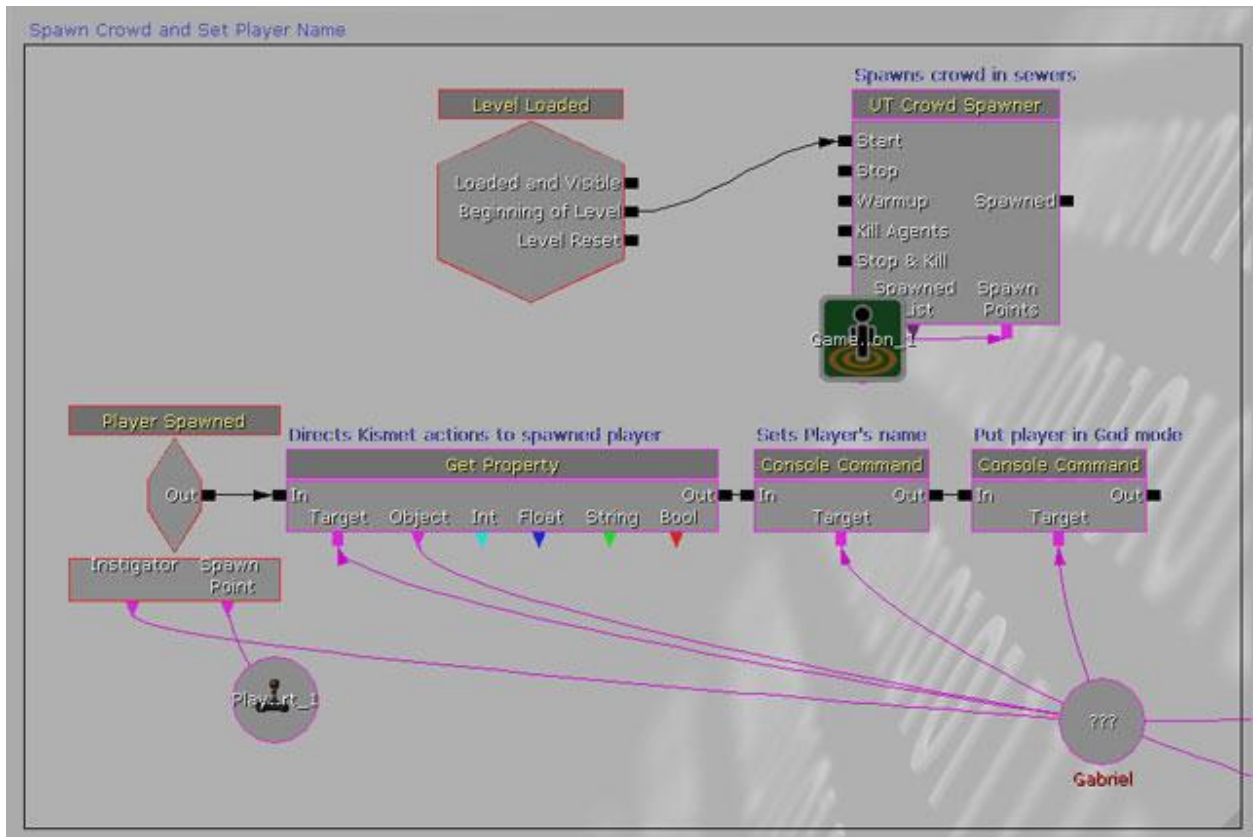 Spawn Crowd and Set Player Name
Spawns crowd in sewers
Level Loaded
UT Crowd Spawner
Loaded and Visible
Beginning of Level
Level Reset
Start
Stop
Warmup
Spawned
Kill Agents
Stop & Kill
Spawned
List
Spawn
Points
Player Spawned
Out
Instigator
Spawn
Point
Directs Kismet actions to spawned player
Get Property
In
Out
Target Object Int Float String Bool
Sets Player's name
Console Command
In
Out
Target
Put player in God mode
Console Command
In
Out
Target
???
Gabriel